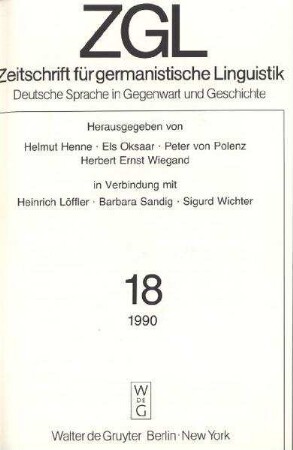 ZGL
Zeitschrift für germanistische Linguistik
Deutsche Sprache in Gegenwart und Geschichte
Herausgegeben von
Helmut Henne · Els Oksaar · Peter von Polenz
Herbert Ernst Wiegand
in Verbindung mit
Heinrich Löffler · Barbara Sandig · Sigurd Wichter
18
1990
W
DE
G
Walter de Gruyter Berlin · New York